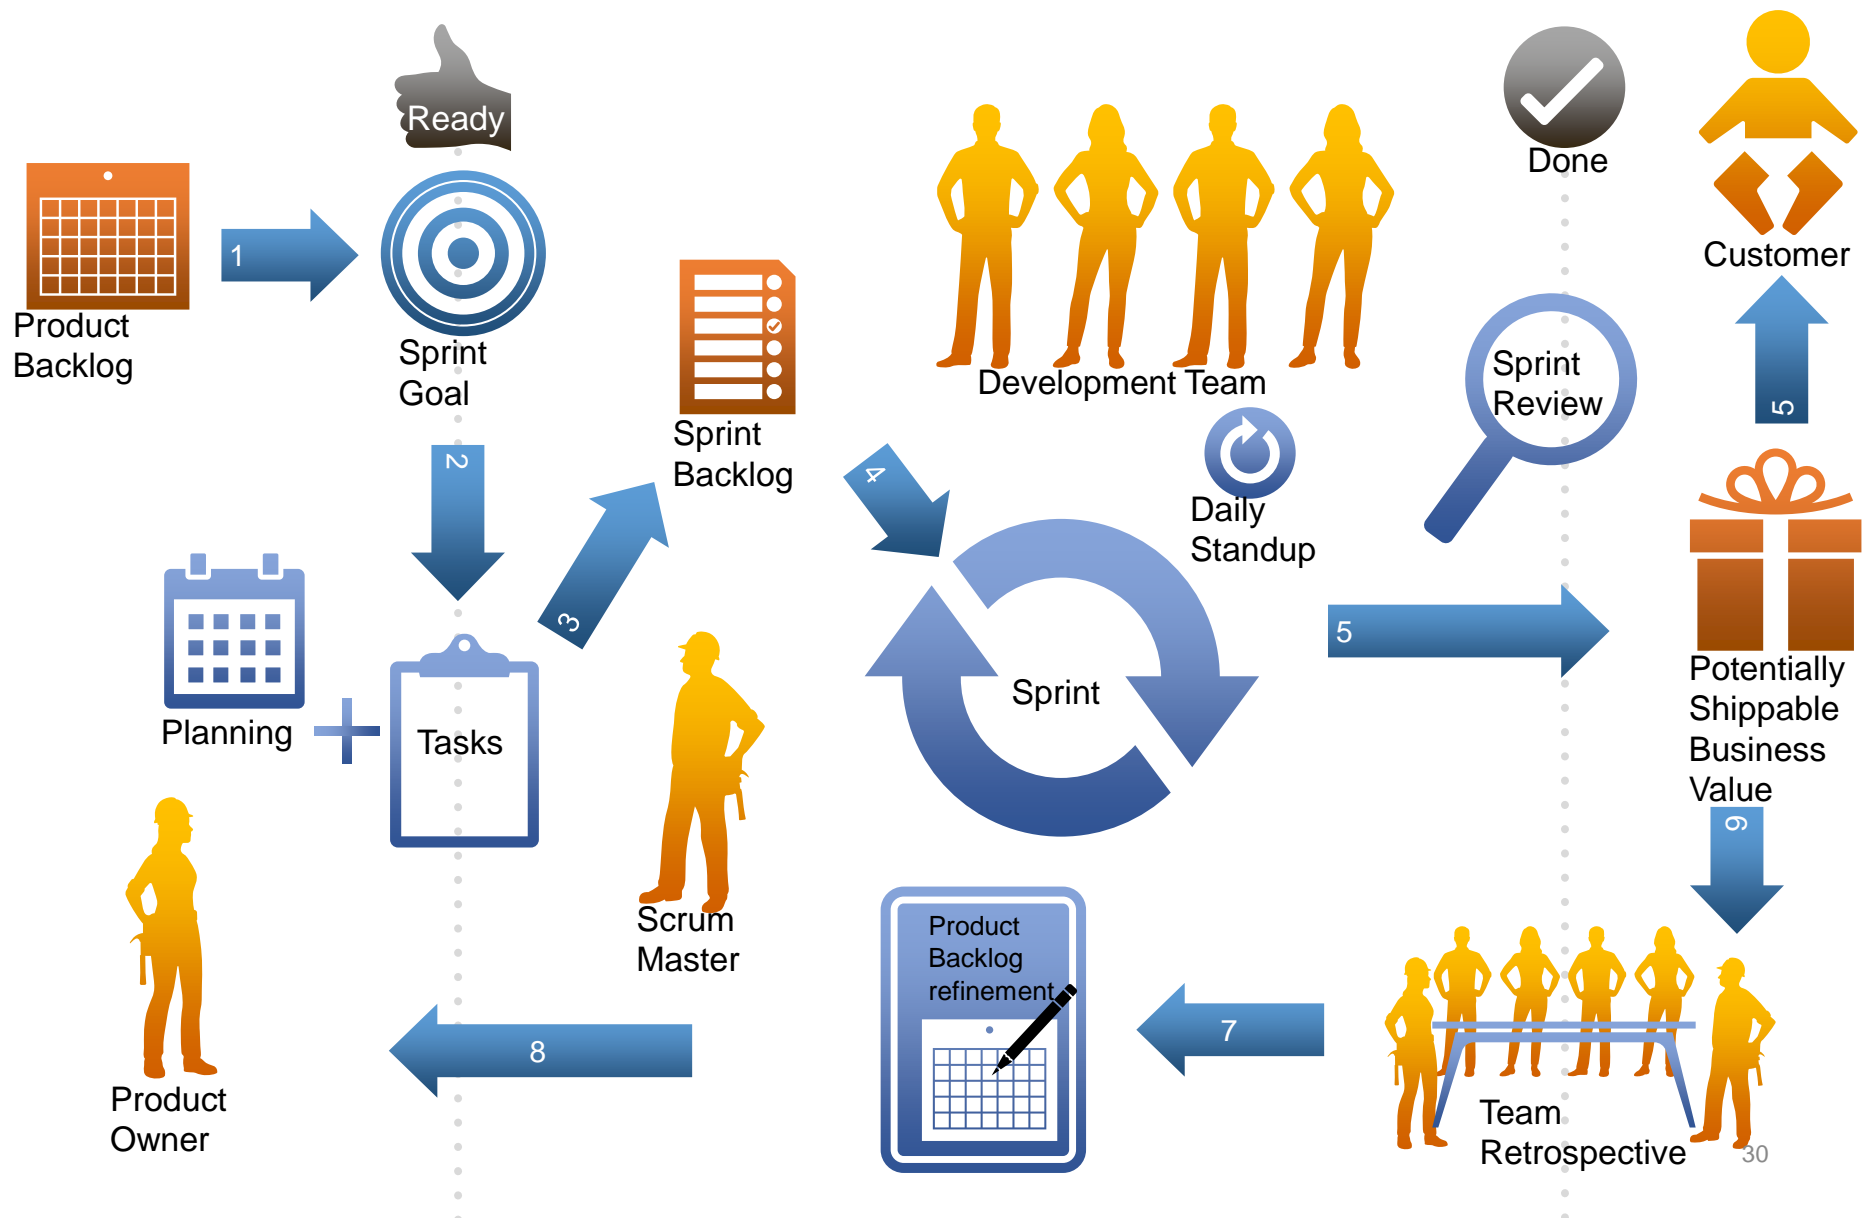 Ready
Product
Backlog
1
Sprint
Goal
2
Planning
Tasks
3
Sprint
Backlog
4
Development Team
Daily
Standup
Sprint
Done
Sprint
Review
Customer
5
5
Potentially
Shippable
Business
Value
6
Team
Retrospective
7
Product
Backlog
refinement
8
Scrum
Master
Product
Owner
30